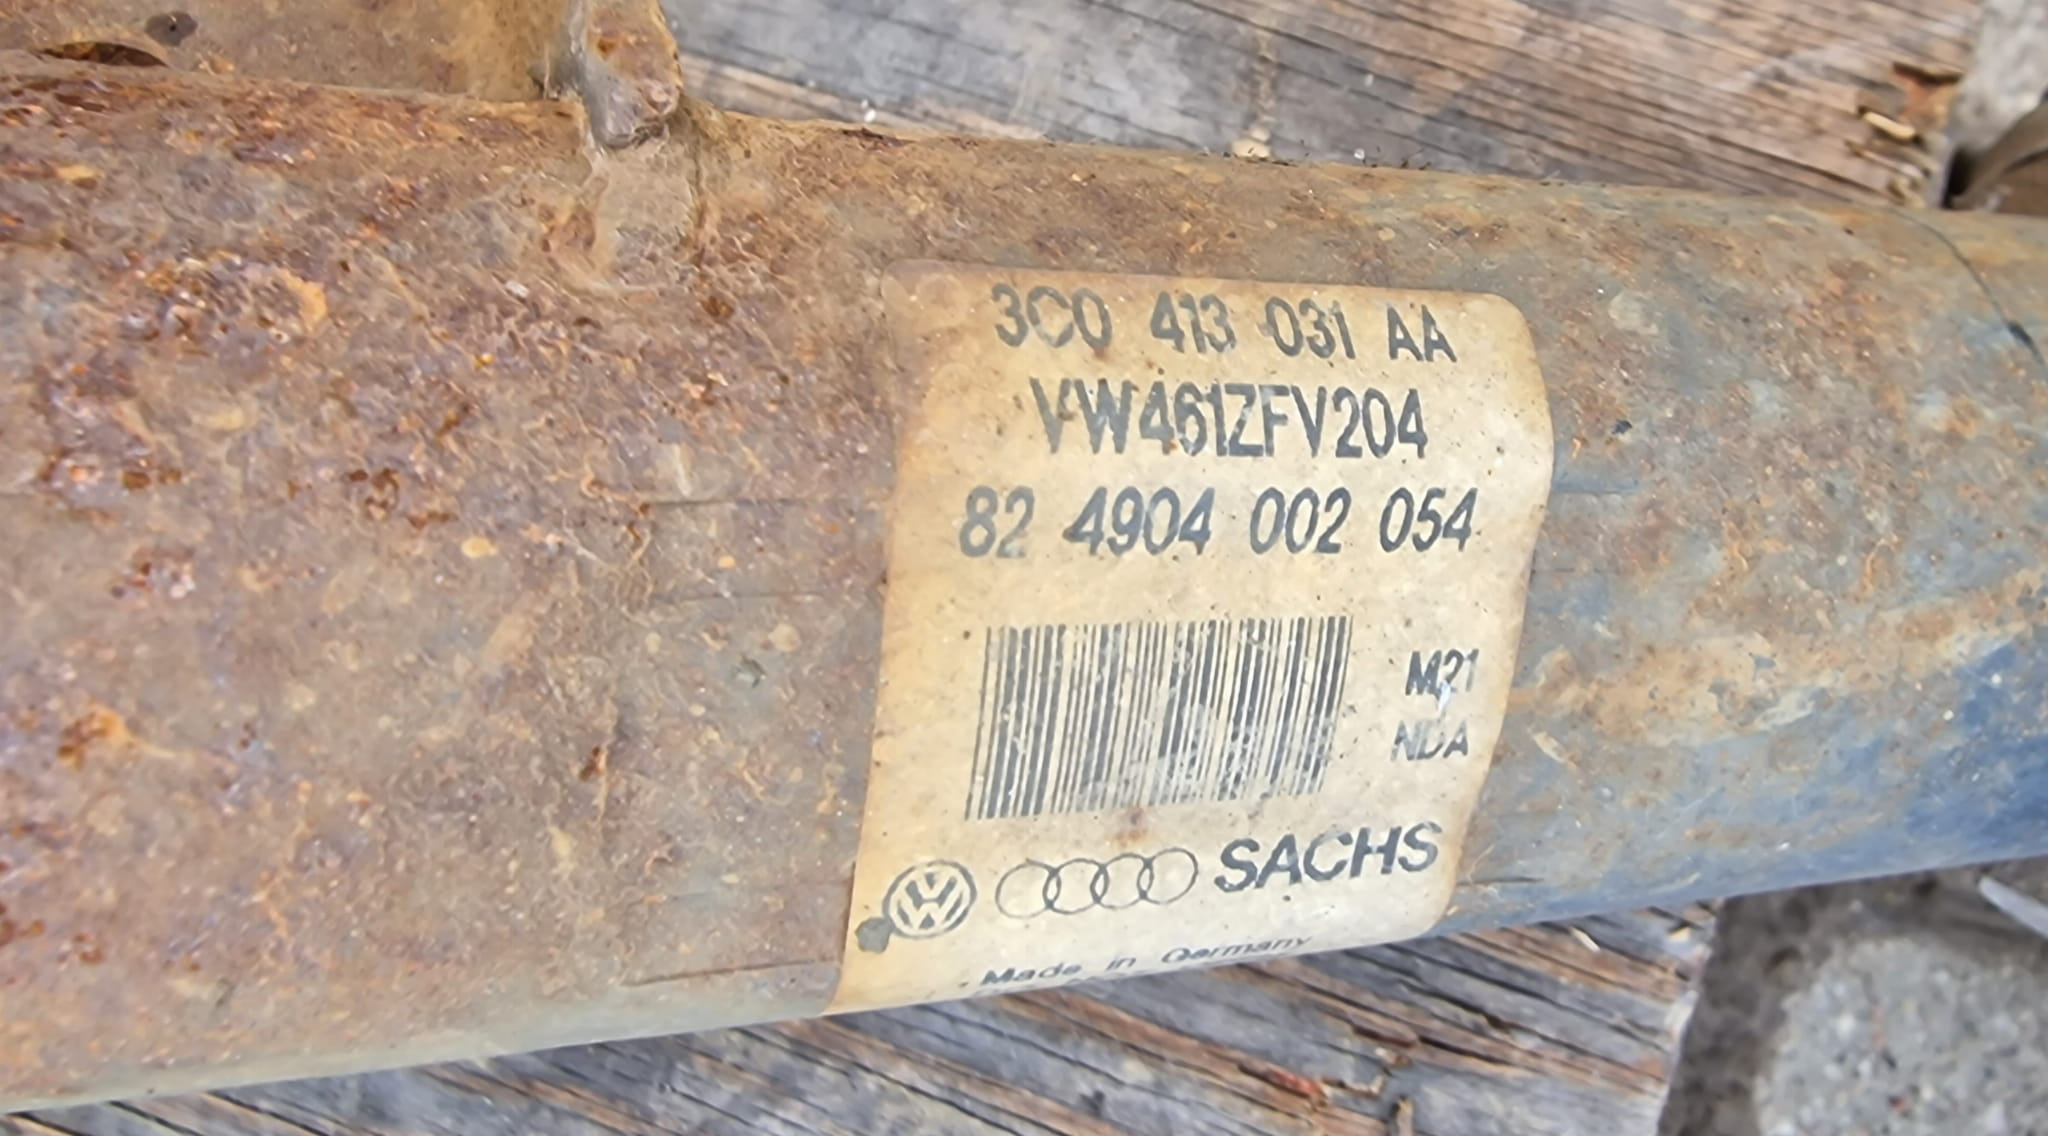 3C0 413 031 AA
VW461ZFV204
82 4904 002 054
M21
NDA
SACHS
Made in Germany